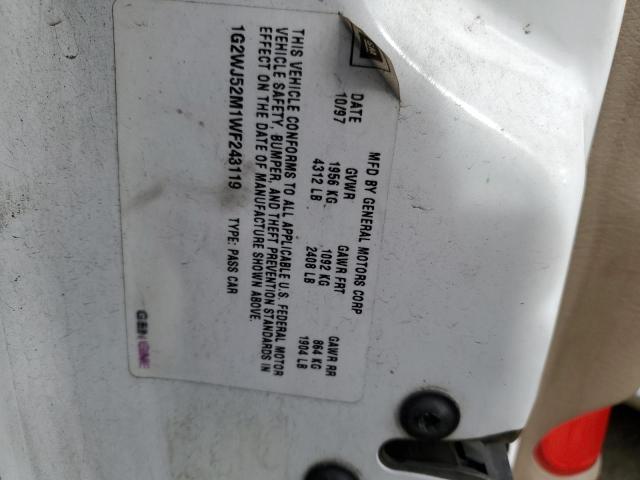 GM
MFD BY GENERAL MOTORS CORP
DATE GVWR GAWR FRT GAWR RR
10/97 1956 KG 1092 KG 864 KG
4312 LB 2408 LB 1904 LB
THIS VEHICLE CONFORMS TO ALL APPLICABLE U.S. FEDERAL MOTOR
VEHICLE SAFETY, BUMPER, AND THEFT PREVENTION STANDARDS IN
EFFECT ON THE DATE OF MANUFACTURE SHOWN ABOVE.
1G2WJ52M1WF243119 TYPE: PASS CAR